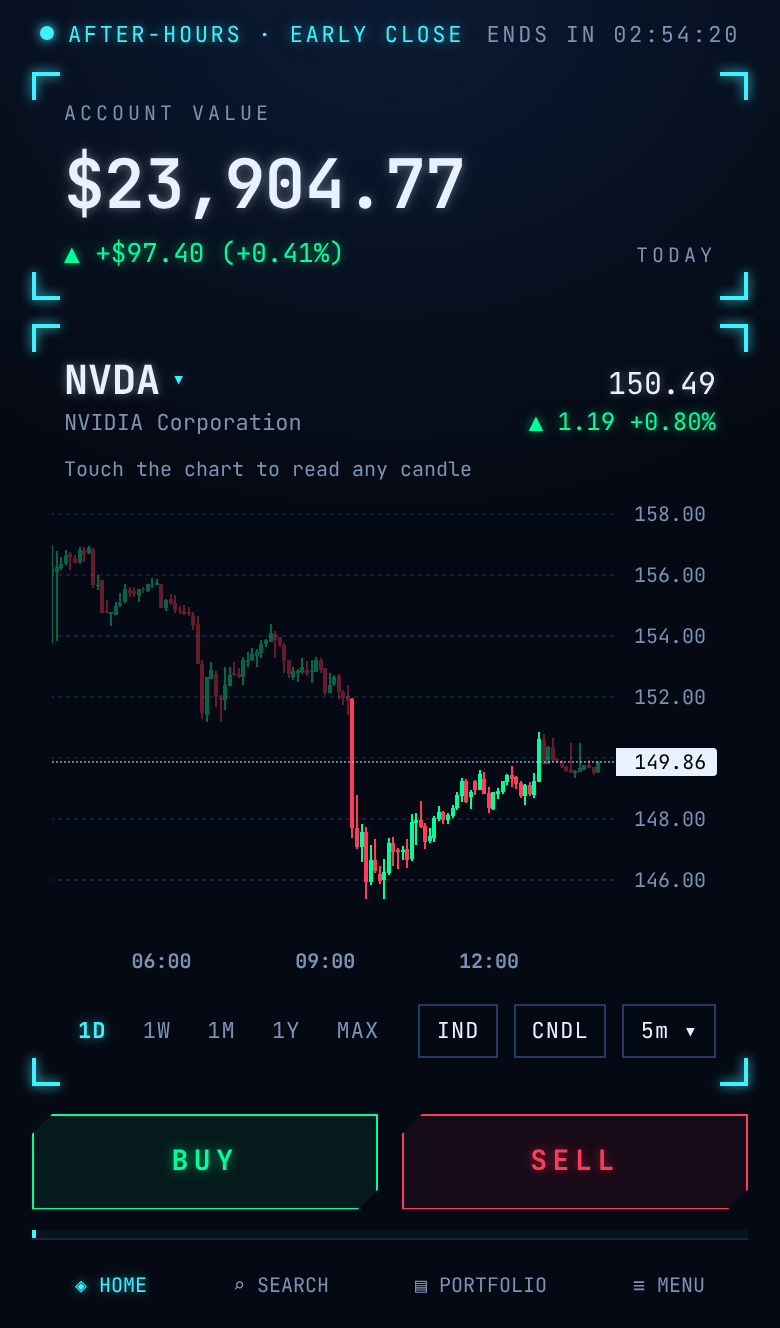 AFTER-HOURS · EARLY CLOSE ENDS IN 02:54:20
ACCOUNT VALUE
$23,904.77
▲ +$97.40 (+0.41%) TODAY
NVDA ▼ 150.49
NVIDIA Corporation ▲ 1.19 +0.80%
Touch the chart to read any candle
158.00
156.00
154.00
152.00
149.86
148.00
146.00
06:00 09:00 12:00
1D 1W 1M 1Y MAX IND CNDL 5m ▼
BUY SELL
◈ HOME ⌕ SEARCH ▤ PORTFOLIO ≡ MENU